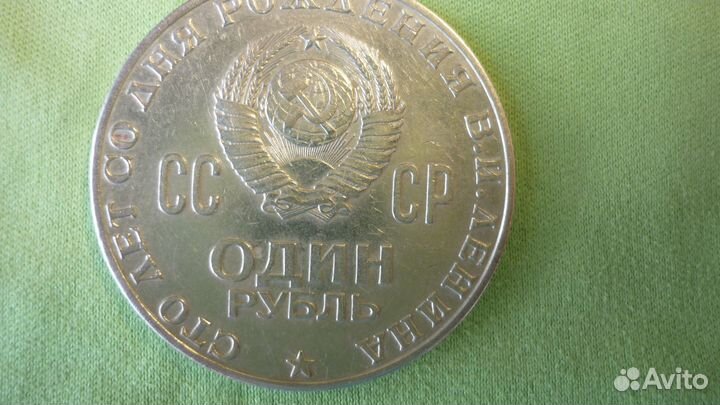 СТО ЛЕТ СО ДНЯ РОЖДЕНИЯ В.И. ЛЕНИНА
СС СР
ОДИН
РУБЛЬ
Avito